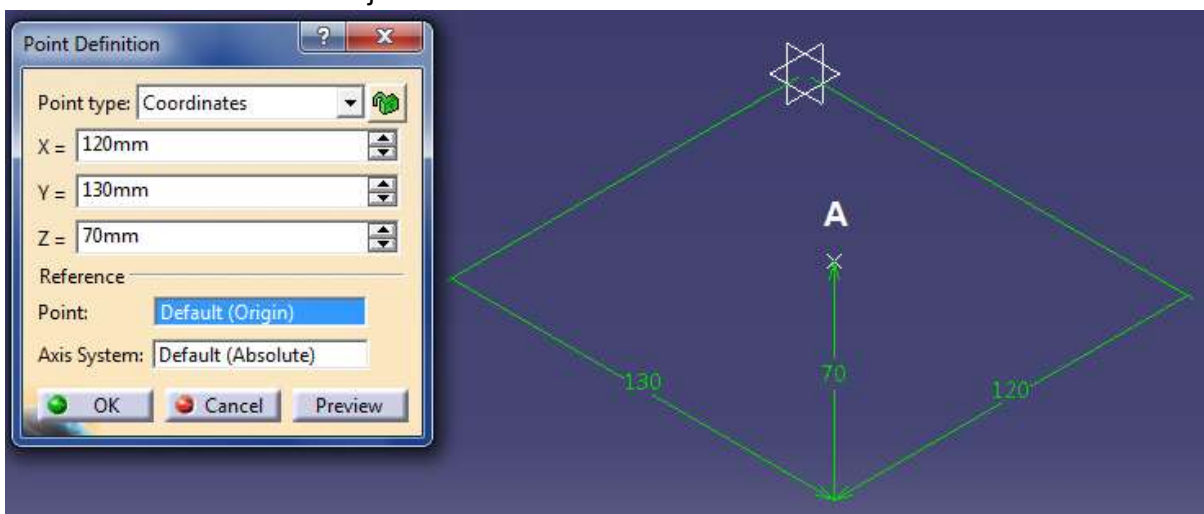 Point Definition
?
X
Point type: Coordinates
X = 120mm
Y = 130mm
Z = 70mm
Reference
Point: Default (Origin)
Axis System: Default (Absolute)
OK Cancel Preview
A
130
70
120